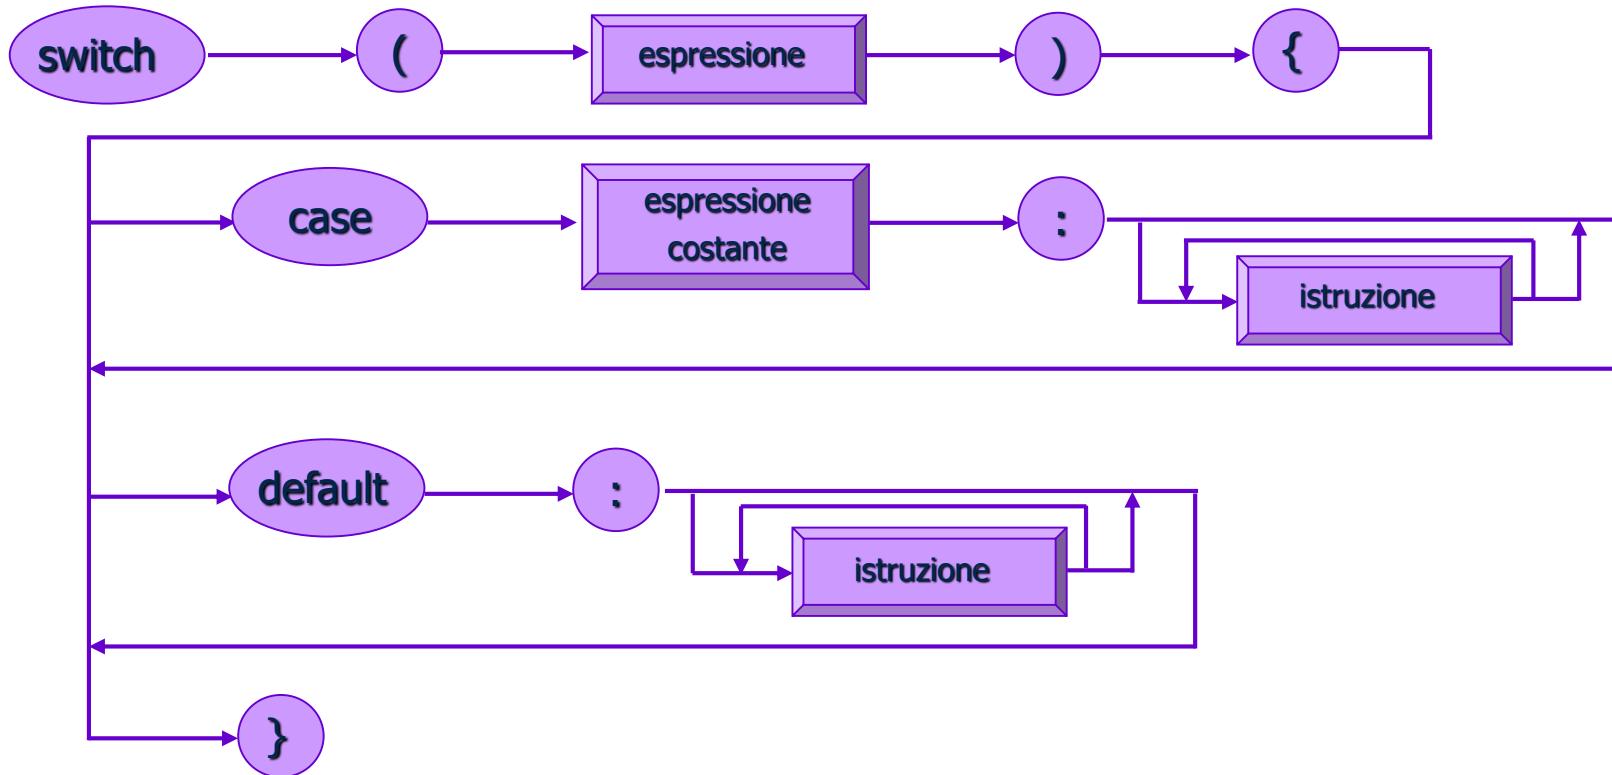 switch ( espressione ) {
case espressione costante :
istruzione
default :
istruzione
}